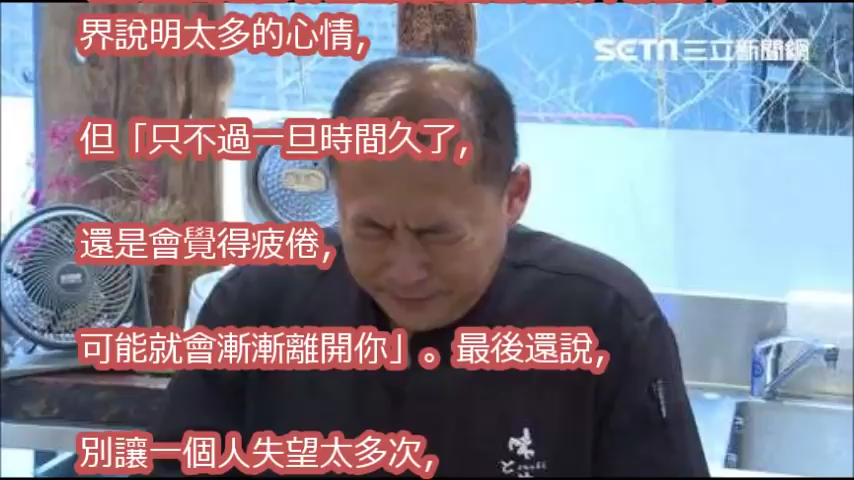 界說明太多的心情,
SETN三立新聞網
但「只不過一旦時間久了,
還是會覺得疲倦,
可能就會漸漸離開你」。最後還說,
別讓一個人失望太多次,
味
と